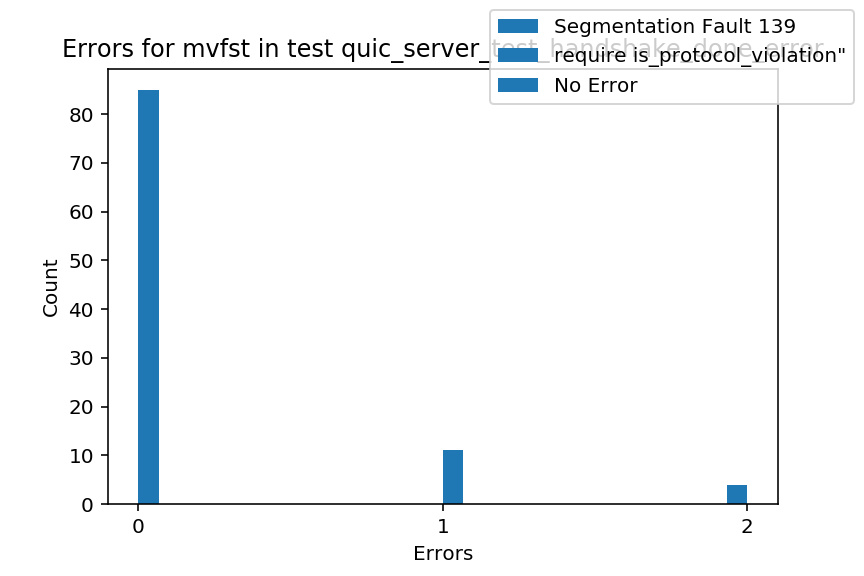 Errors for mvfst in test quic_server_test_handshake_done_error
Segmentation Fault 139
require is_protocol_violation"
No Error
Count
80
70
60
50
40
30
20
10
0
0 1 2
Errors